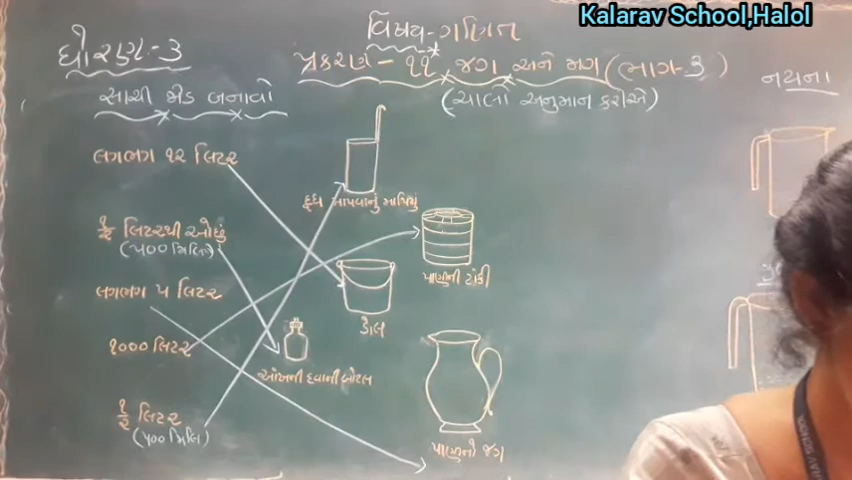 Kalarav School,Halol
ધોરણ-૩
વિષય-ગણિત
પ્રકરણ-૧૧ જગ અને મગ (ભાગ-૩)
(ચાલો અનુમાન કરીએ)
સાચી જોડ બનાવો
નયના
લગભગ ૧૨ લિટર
દૂધ માપવાનું માપિયું
૧/૨ લિટરથી ઓછું
(૫૦૦ મિલિ)
પાણીની ટાંકી
લગભગ ૫ લિટર
ડોલ
૧૦૦૦ લિટર
આંખની દવાની બોટલ
૧/૨ લિટર
(૫૦૦ મિલિ)
પાણીનો જગ